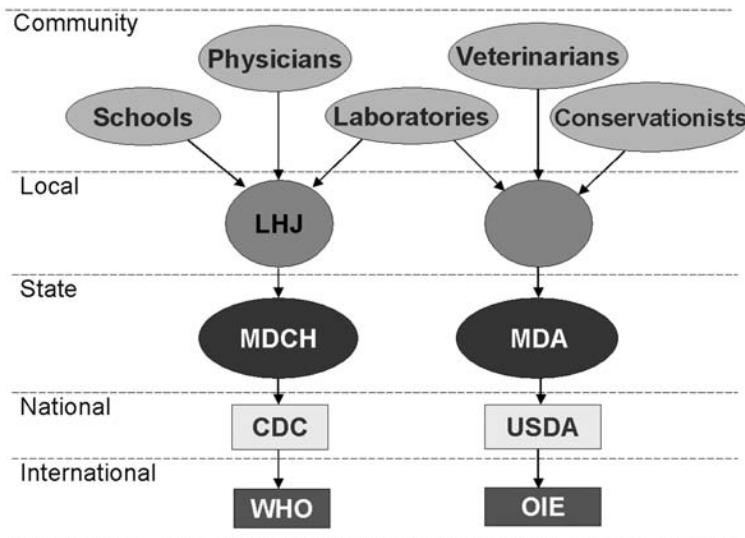 Community
Physicians
Veterinarians
Schools
Laboratories
Conservationists
Local
LHJ
State
MDCH
MDA
National
CDC
USDA
International
WHO
OIE